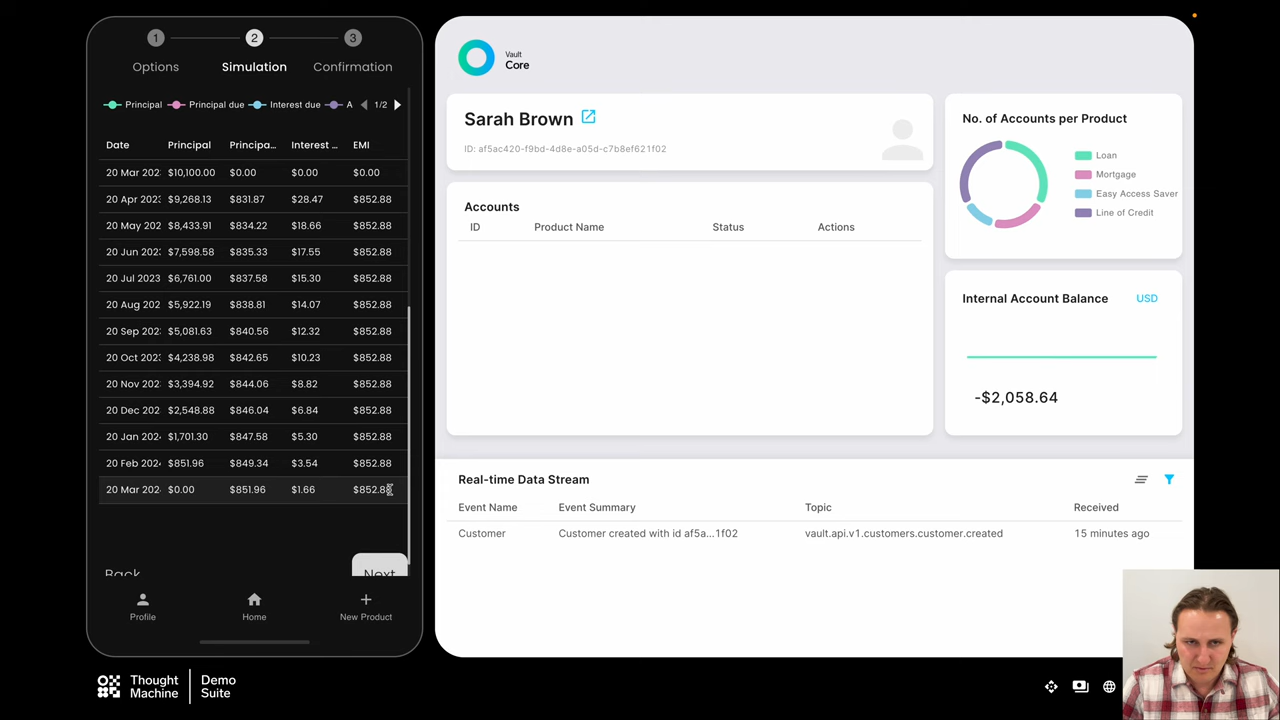 1
2
3
Options
Simulation
Confirmation
Principal
Principal due
Interest due
A
1/2
Date Principal Principa... Interest ... EMI
20 Mar 202 $10,100.00 $0.00 $0.00 $0.00
20 Apr 202 $9,268.13 $831.87 $28.47 $852.88
20 May 202 $8,433.91 $834.22 $18.66 $852.88
20 Jun 202 $7,598.58 $835.33 $17.55 $852.88
20 Jul 2023 $6,761.00 $837.58 $15.30 $852.88
20 Aug 202 $5,922.19 $838.81 $14.07 $852.88
20 Sep 202 $5,081.63 $840.56 $12.32 $852.88
20 Oct 202 $4,238.98 $842.65 $10.23 $852.88
20 Nov 202 $3,394.92 $844.06 $8.82 $852.88
20 Dec 202 $2,548.88 $846.04 $6.84 $852.88
20 Jan 202 $1,701.30 $847.58 $5.30 $852.88
20 Feb 202 $851.96 $849.34 $3.54 $852.88
20 Mar 202 $0.00 $851.96 $1.66 $852.88
Back
Next
Profile
Home
New Product
Thought
Machine
Demo
Suite
Vault
Core
Sarah Brown
ID: af5ac420-f9bd-4d8e-a05d-c7b8ef621f02
Accounts
ID Product Name Status Actions
No. of Accounts per Product
Loan
Mortgage
Easy Access Saver
Line of Credit
Internal Account Balance USD
-$2,058.64
Real-time Data Stream
Event Name Event Summary Topic Received
Customer Customer created with id af5a...1f02 vault.api.v1.customers.customer.created 15 minutes ago